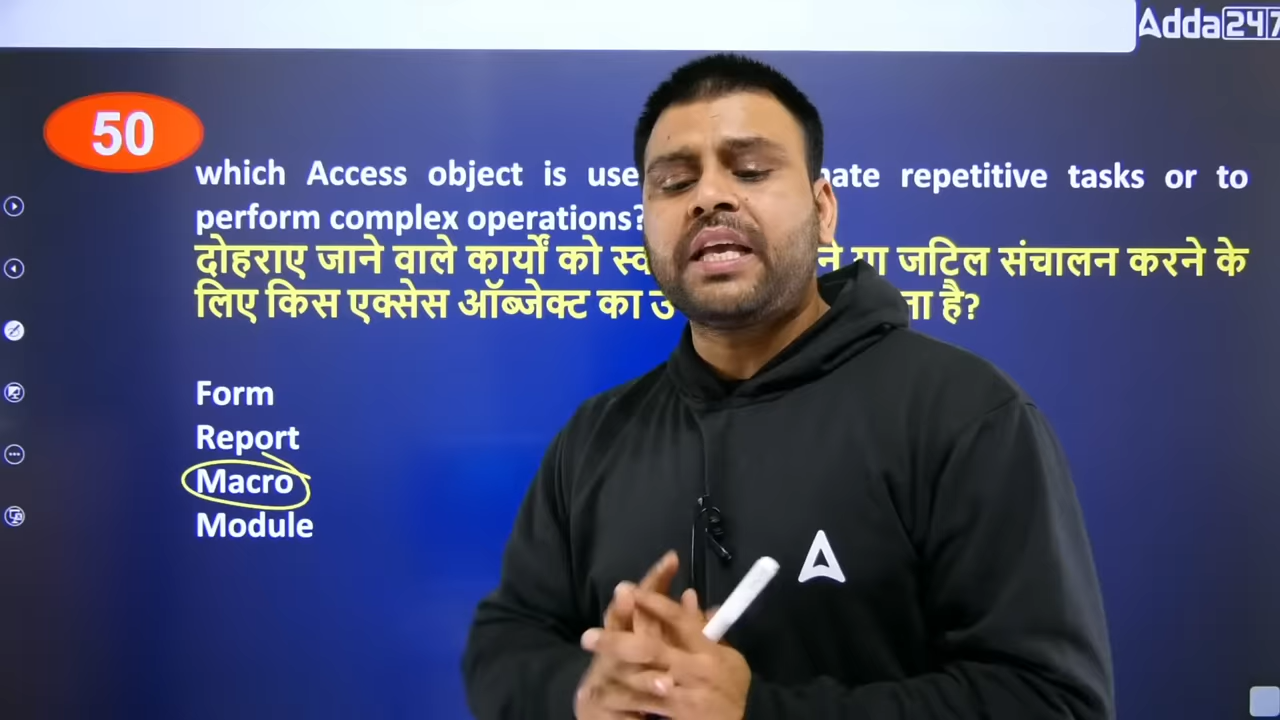 Adda247
50
which Access object is use repetitive tasks or to
perform complex operations?
दोहराए जाने वाले कार्यों को या जटिल संचालन करने के
लिए किस एक्सेस ऑब्जेक्ट का है?
Form
Report
Macro
Module